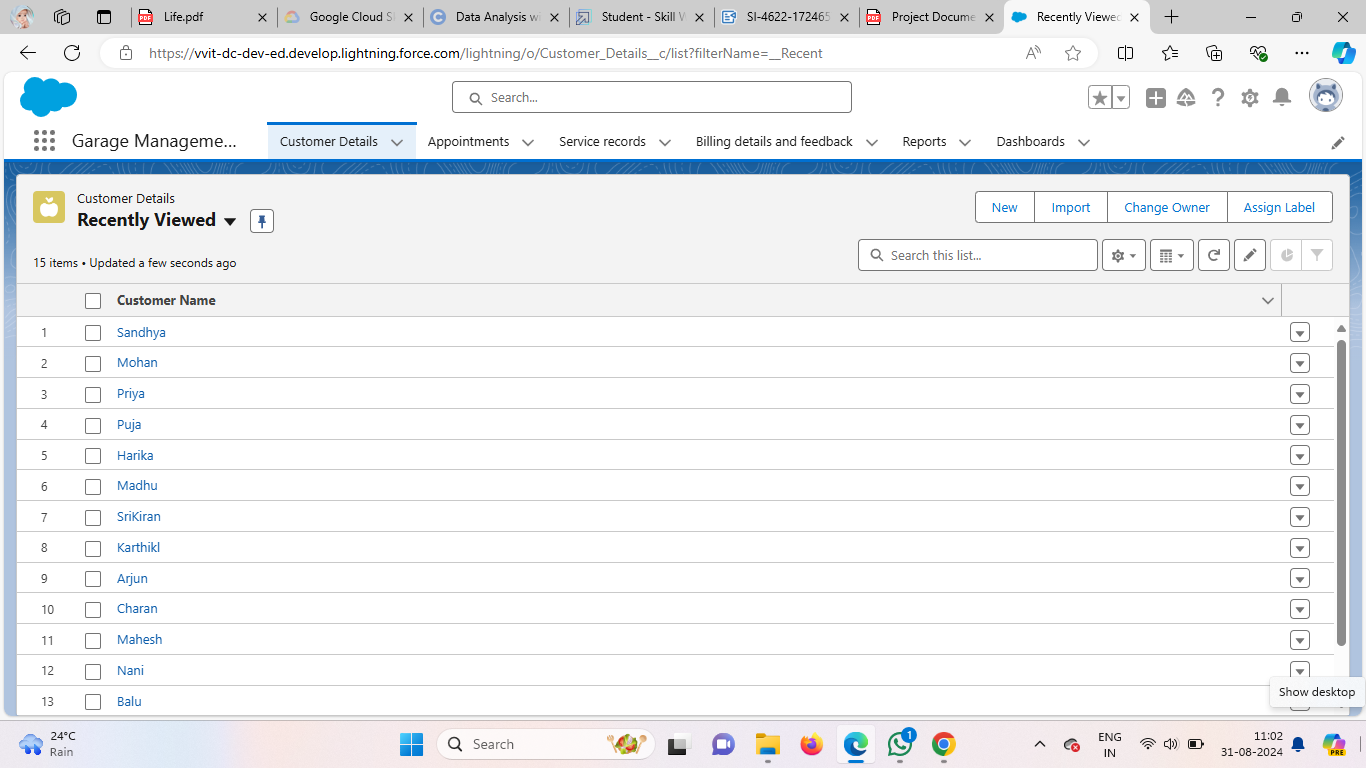 Life.pdf
Google Cloud S
Data Analysis w
Student - Skill
SI-4622-172465
Project Docume
Recently Viewed
https://vvit-dc-dev-ed.develop.lightning.force.com/lightning/o/Customer_Details__c/list?filterName=__Recent
Search...
Garage Manageme...
Customer Details
Appointments
Service records
Billing details and feedback
Reports
Dashboards
Customer Details
Recently Viewed
New
Import
Change Owner
Assign Label
15 items • Updated a few seconds ago
Search this list...
Customer Name
1 Sandhya
2 Mohan
3 Priya
4 Puja
5 Harika
6 Madhu
7 SriKiran
8 Karthikl
9 Arjun
10 Charan
11 Mahesh
12 Nani
13 Balu
Show desktop
24°C
Rain
Search
1
ENG
IN
11:02
31-08-2024
PRE